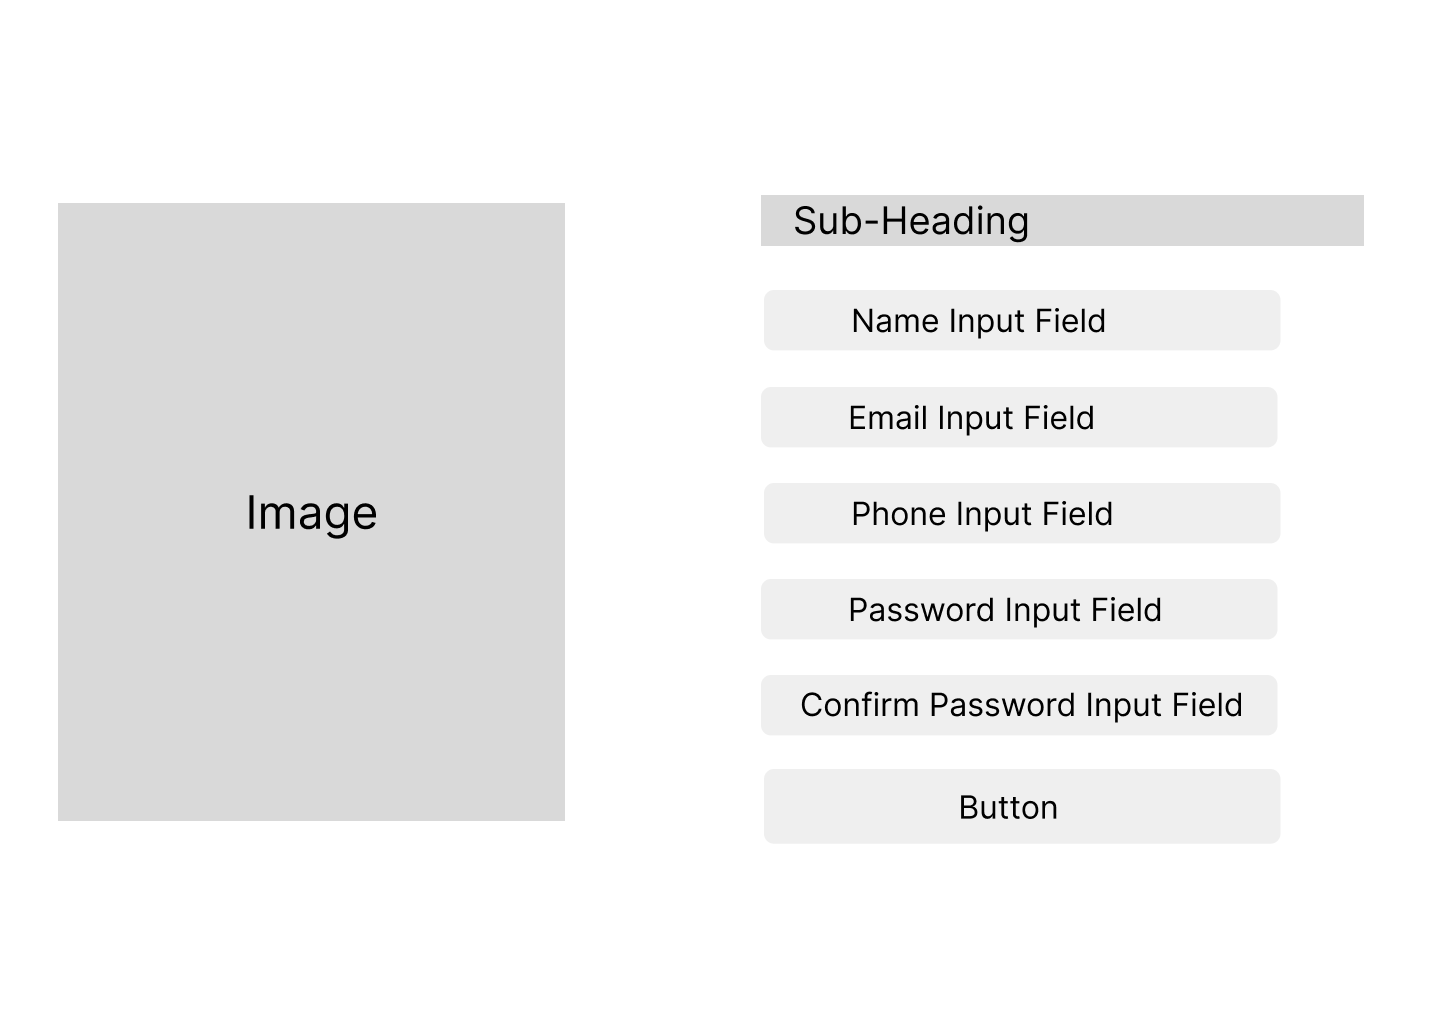 Image
Sub-Heading
Name Input Field
Email Input Field
Phone Input Field
Password Input Field
Confirm Password Input Field
Button